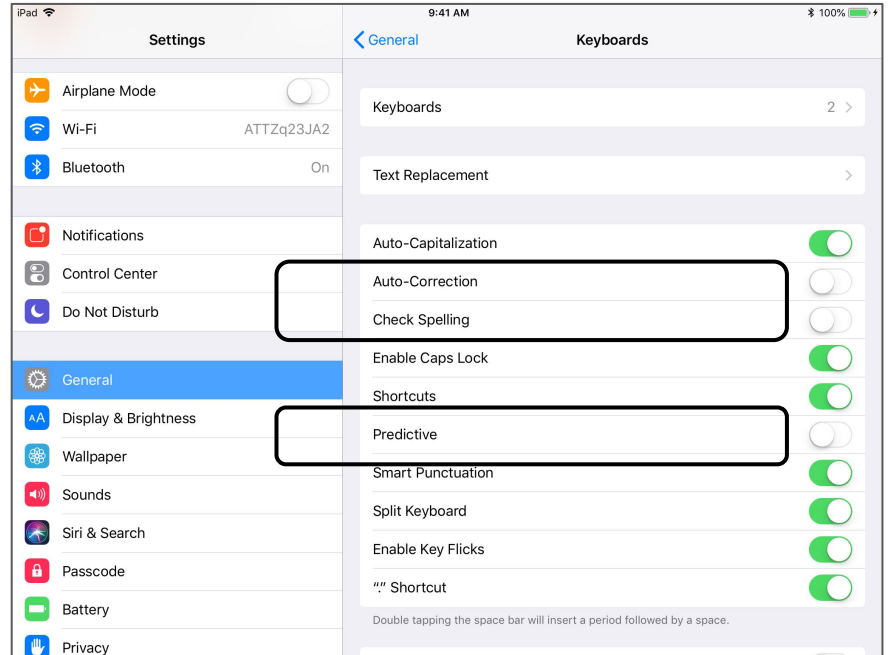 iPad 9:41 AM 100%
Settings
General Keyboards
Airplane Mode
Wi-Fi ATTZq23JA2
Bluetooth On
Notifications
Control Center
Do Not Disturb
General
AA Display & Brightness
Wallpaper
Sounds
Siri & Search
Passcode
Battery
Privacy
Keyboards 2
Text Replacement
Auto-Capitalization
Auto-Correction
Check Spelling
Enable Caps Lock
Shortcuts
Predictive
Smart Punctuation
Split Keyboard
Enable Key Flicks
“.” Shortcut
Double tapping the space bar will insert a period followed by a space.